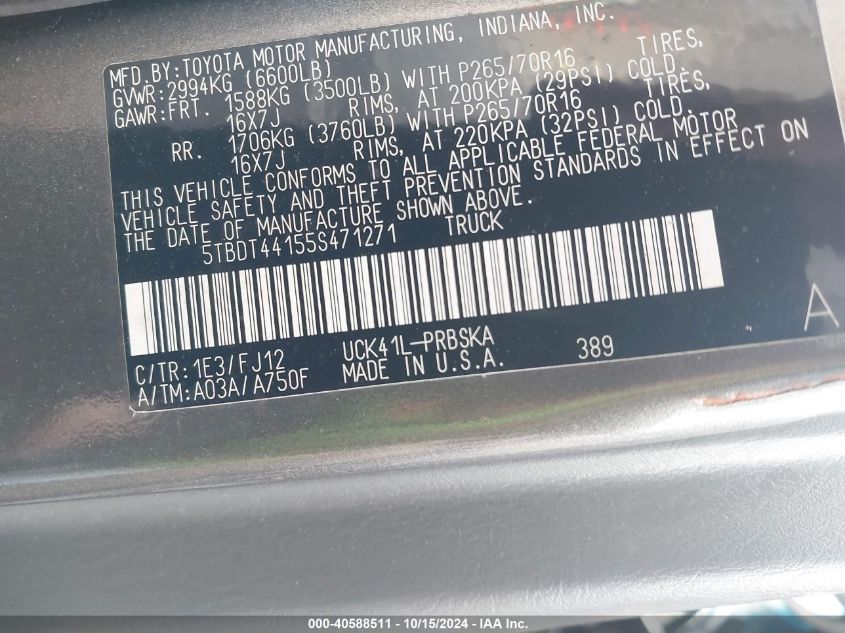 MFD.BY:TOYOTA MOTOR MANUFACTURING, INDIANA, INC.
GVWR:2994KG (6600LB)
GAWR:FRT. 1588KG (3500LB) WITH P265/70R16 TIRES,
16X7J RIMS, AT 200KPA (29PSI) COLD.
RR. 1706KG (3760LB) WITH P265/70R16 TIRES,
16X7J RIMS, AT 220KPA (32PSI) COLD.
THIS VEHICLE CONFORMS TO ALL APPLICABLE FEDERAL MOTOR
VEHICLE SAFETY AND THEFT PREVENTION STANDARDS IN EFFECT ON
THE DATE OF MANUFACTURE SHOWN ABOVE.
5TBDT44155S471271 TRUCK
A
C/TR:1E3/FJ12 UCK41L-PRBSKA 389
A/TM:A03A/A750F MADE IN U.S.A.
000-40588511 - 10/15/2024 - IAA Inc.